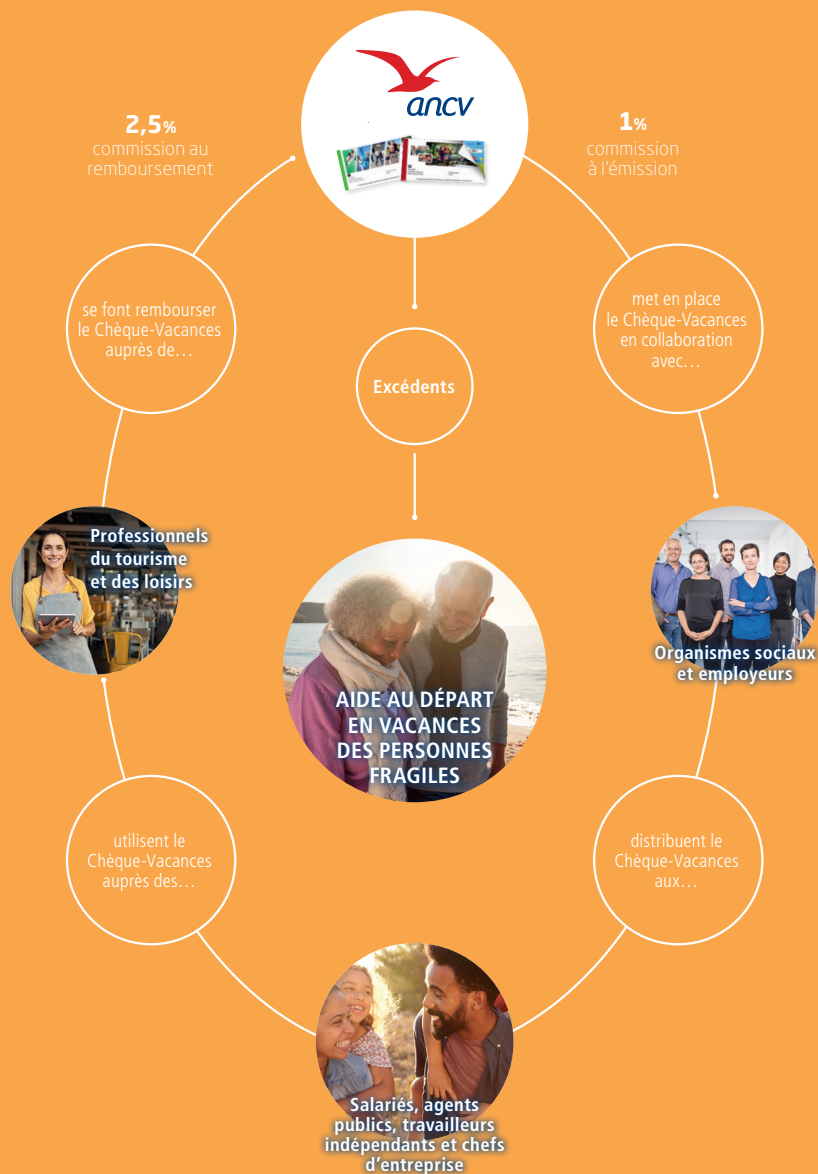 ancv
2,5%
commission au
remboursement
1%
commission
à l'émission
se font rembourser
le Chèque-Vacances
auprès de…
met en place
le Chèque-Vacances
en collaboration
avec…
Excédents
Professionnels
du tourisme
et des loisirs
Organismes sociaux
et employeurs
AIDE AU DÉPART
EN VACANCES
DES PERSONNES
FRAGILES
utilisent le
Chèque-Vacances
auprès des…
distribuent le
Chèque-Vacances
aux…
Salariés, agents
publics, travailleurs
indépendants et chefs
d'entreprise